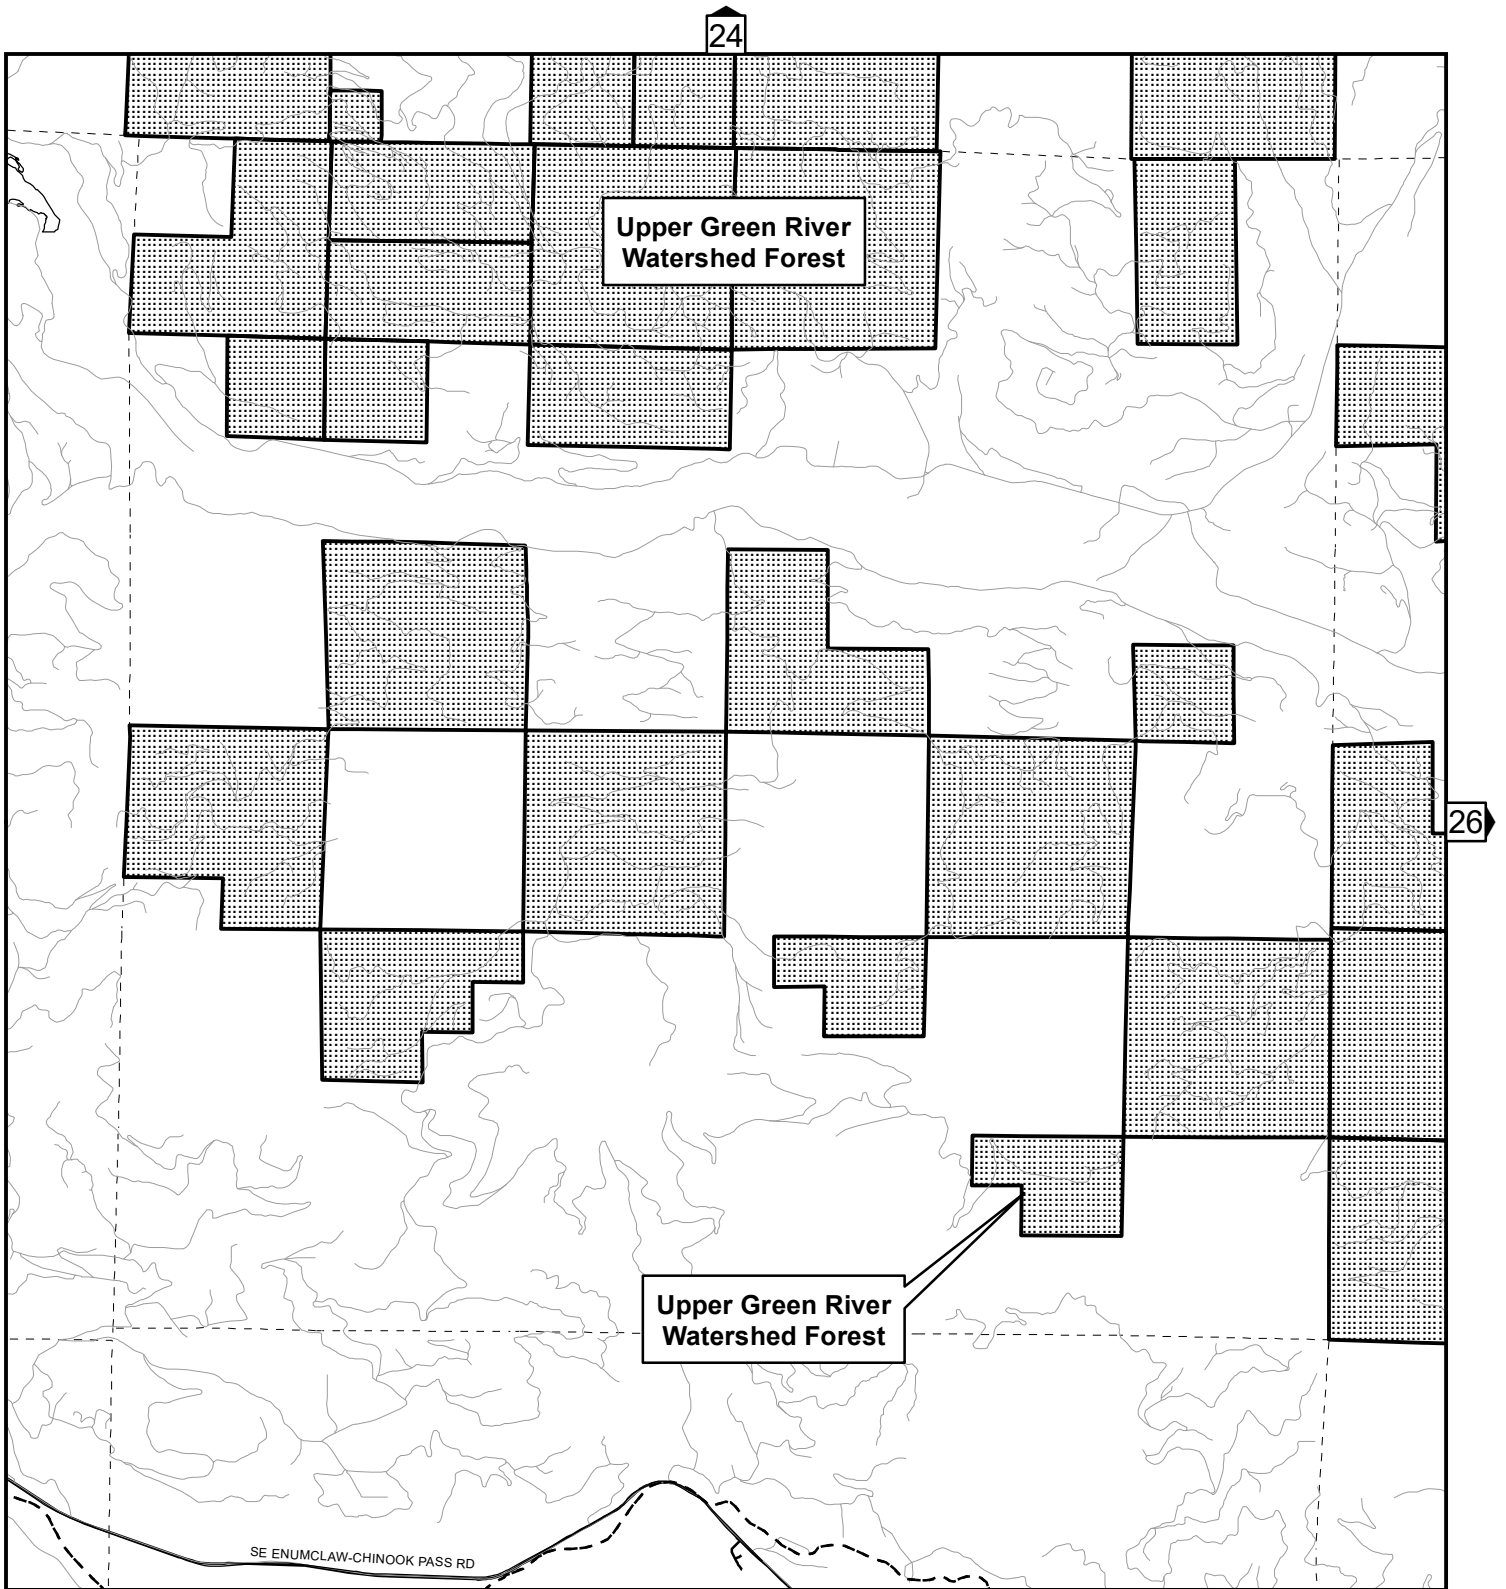 24
Upper Green River
Watershed Forest
26
Upper Green River
Watershed Forest
SE ENUMCLAW-CHINOOK PASS RD